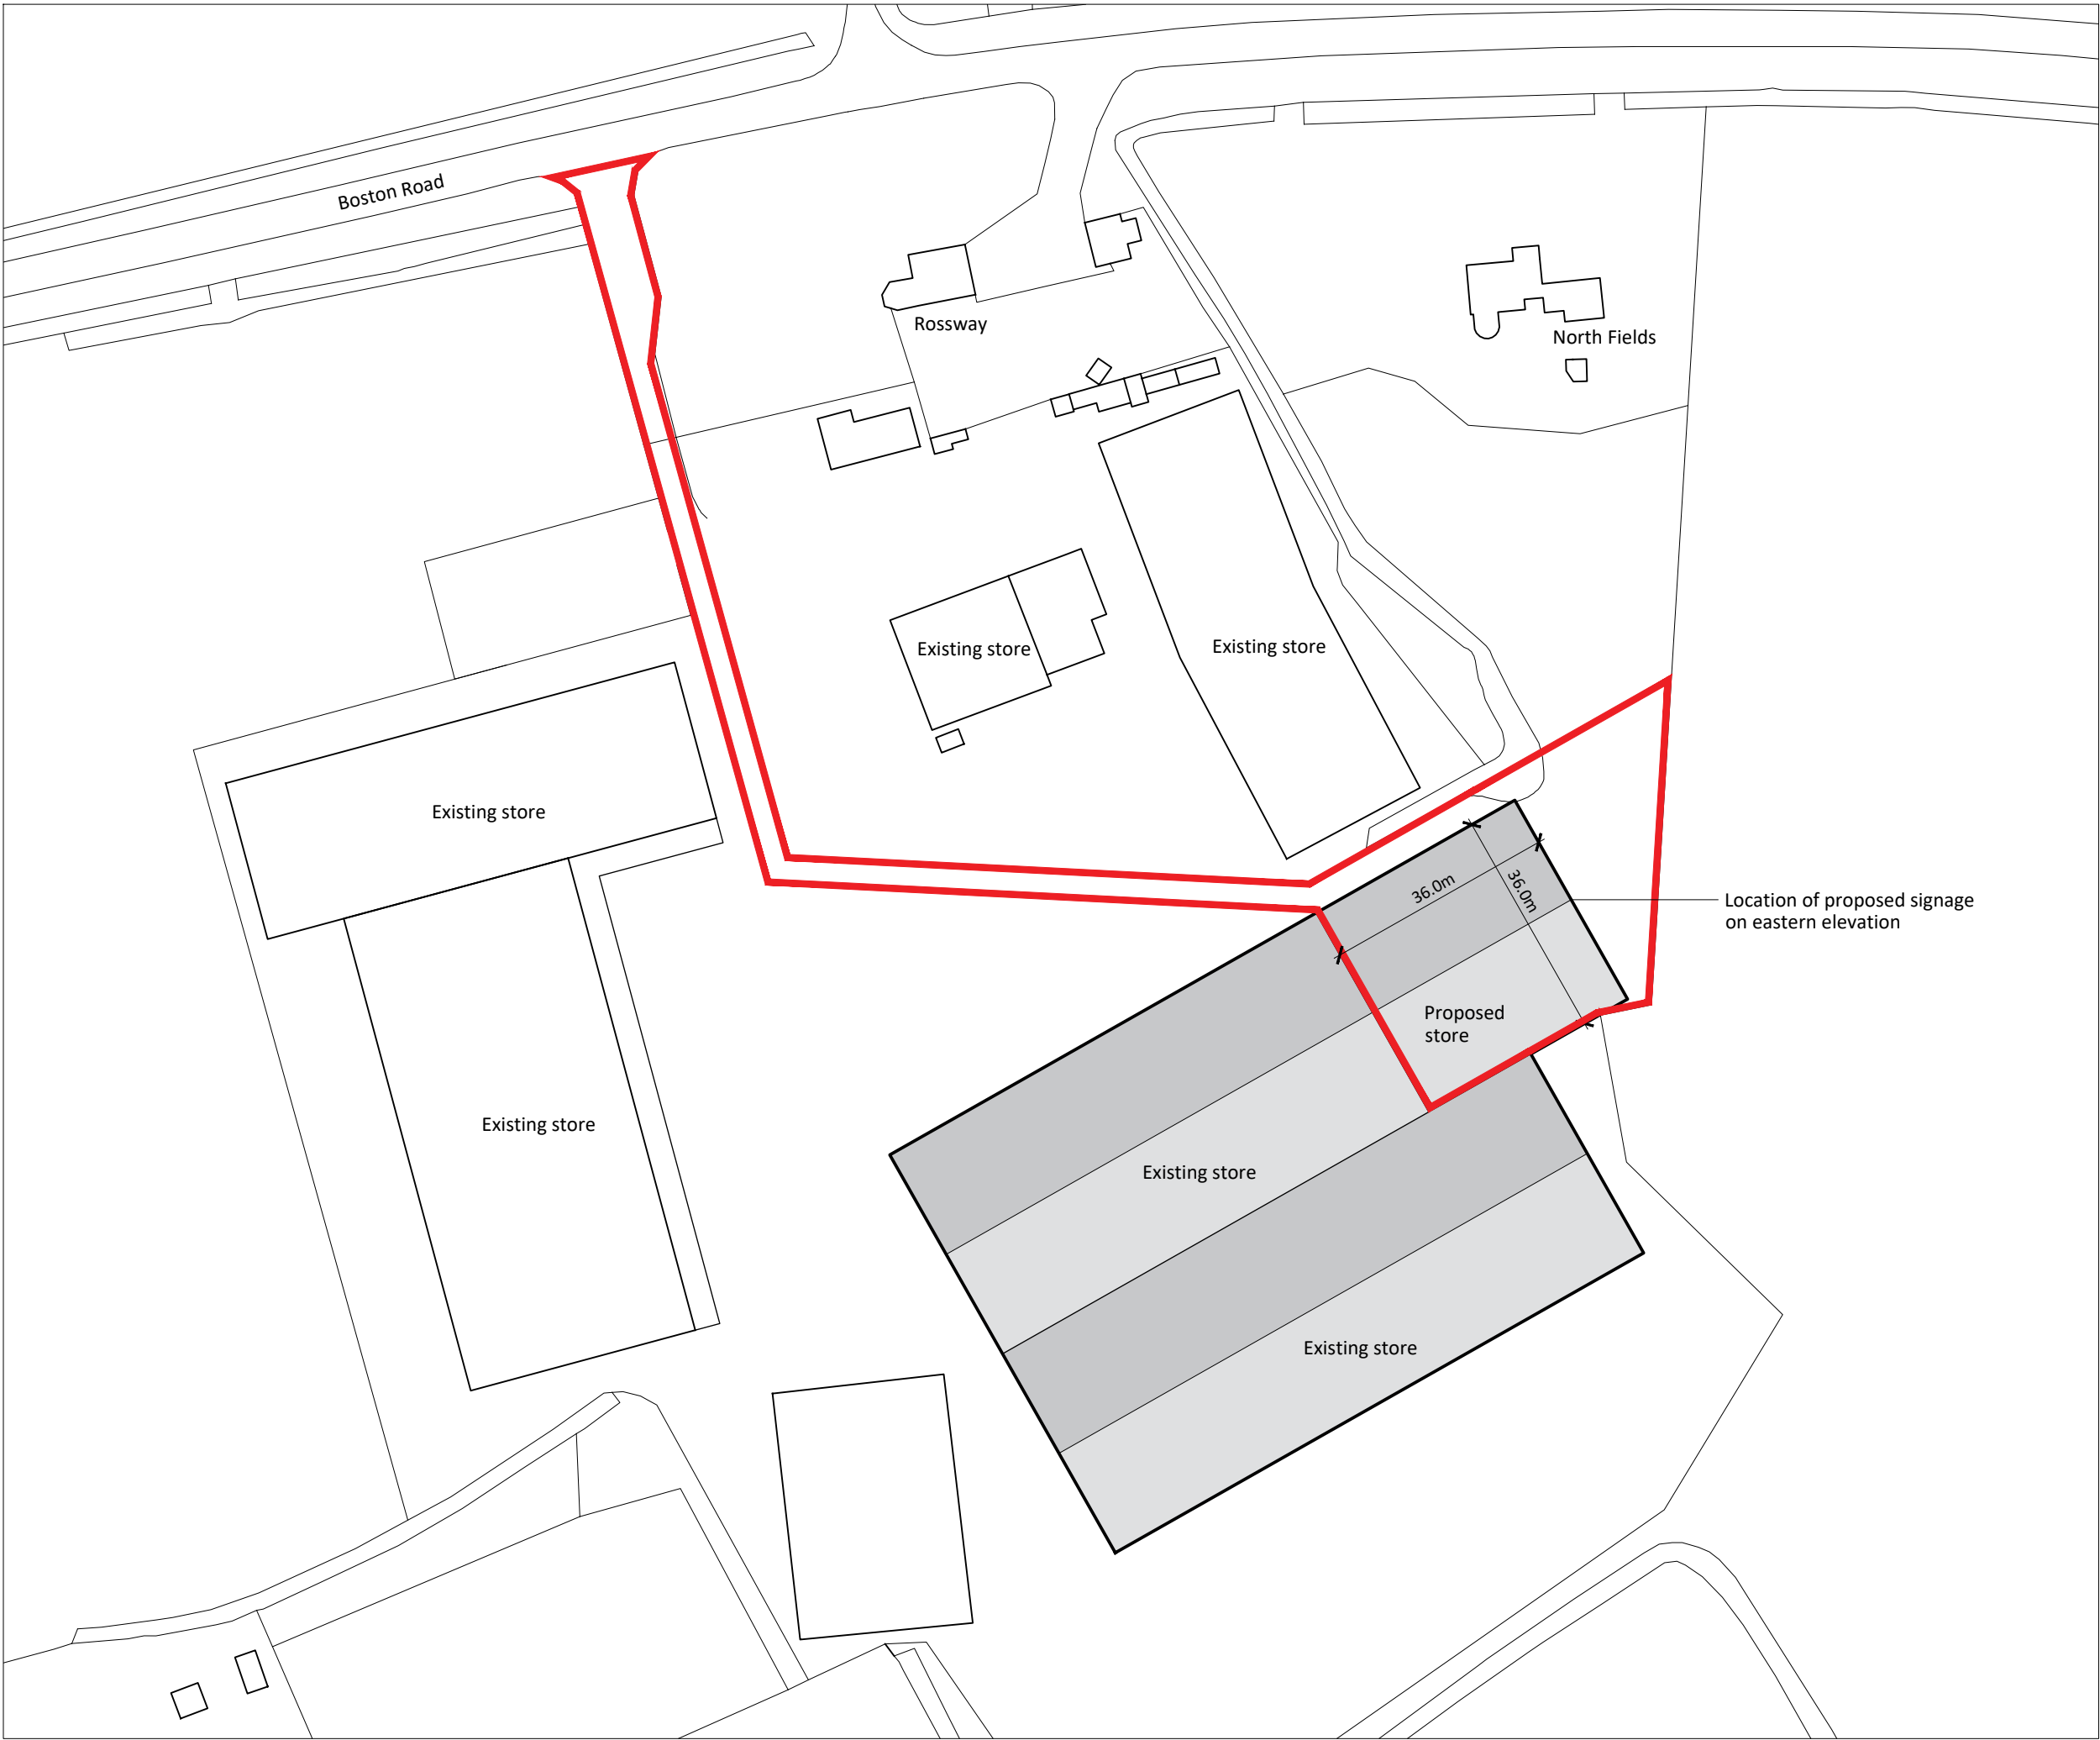 Boston Road
Rossway
North Fields
Existing store
Existing store
Existing store
36.0m
36.0m
Location of proposed signage
on eastern elevation
Proposed
store
Existing store
Existing store
Existing store